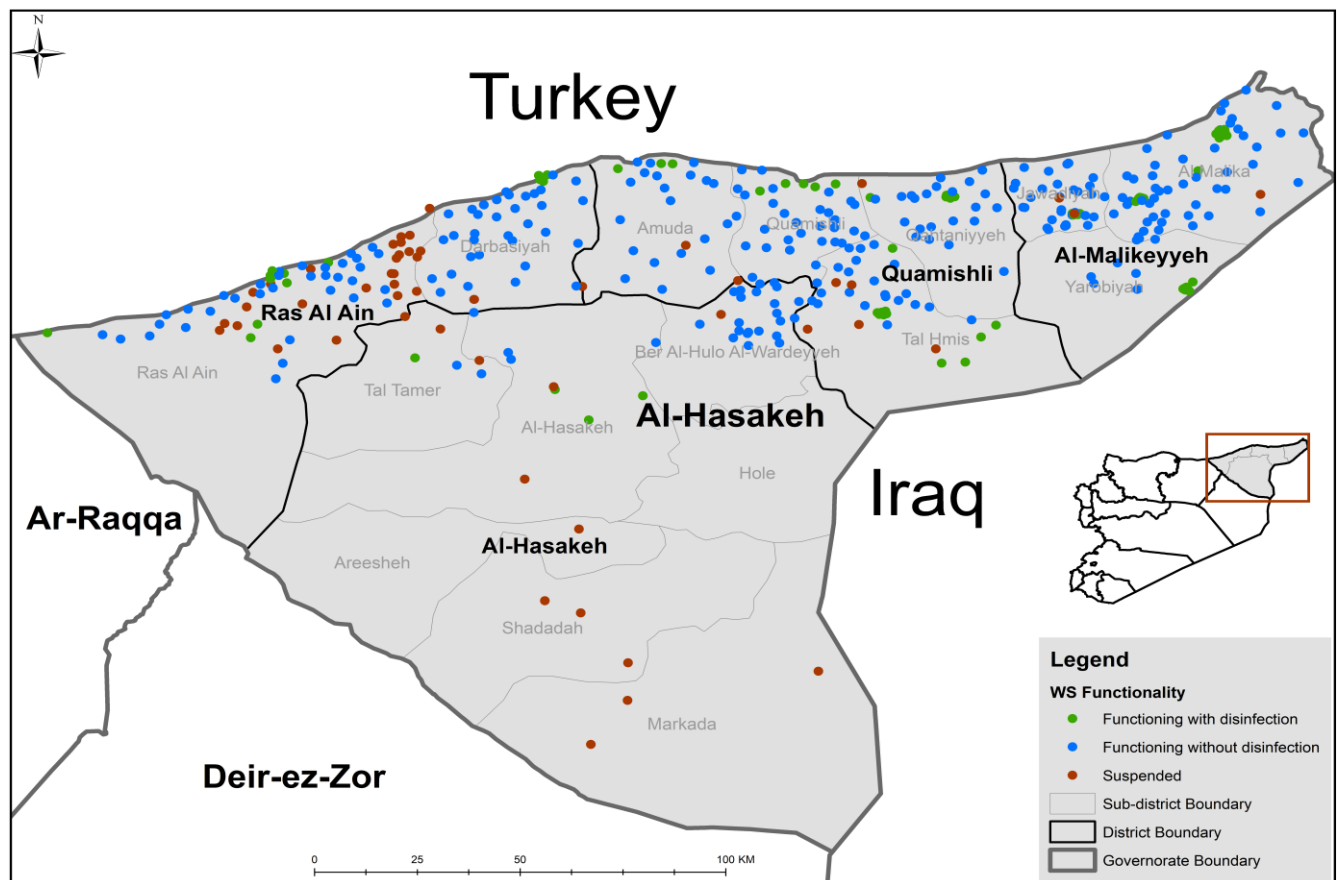 N
Turkey
Al-Malika
Jawadiyah
Amuda
Quamishli
Qahtaniyyeh
Darbasiyah
Al-Malikeyyeh
Quamishli
Yarobiyah
Ras Al Ain
Tal Hmis
Ber Al-Hulo Al-Wardeyyeh
Ras Al Ain
Tal Tamer
Al-Hasakeh
Al-Hasakeh
Hole
Iraq
Ar-Raqqa
Al-Hasakeh
Areesheh
Shadadah
Markada
Deir-ez-Zor
Legend
WS Functionality
Functioning with disinfection
Functioning without disinfection
Suspended
Sub-district Boundary
District Boundary
Governorate Boundary
0 25 50 100 KM